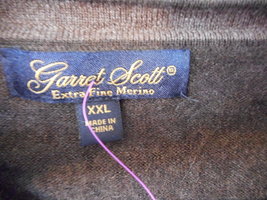 Garret Scott®
Extra Fine Merino
XXL
MADE IN
CHINA